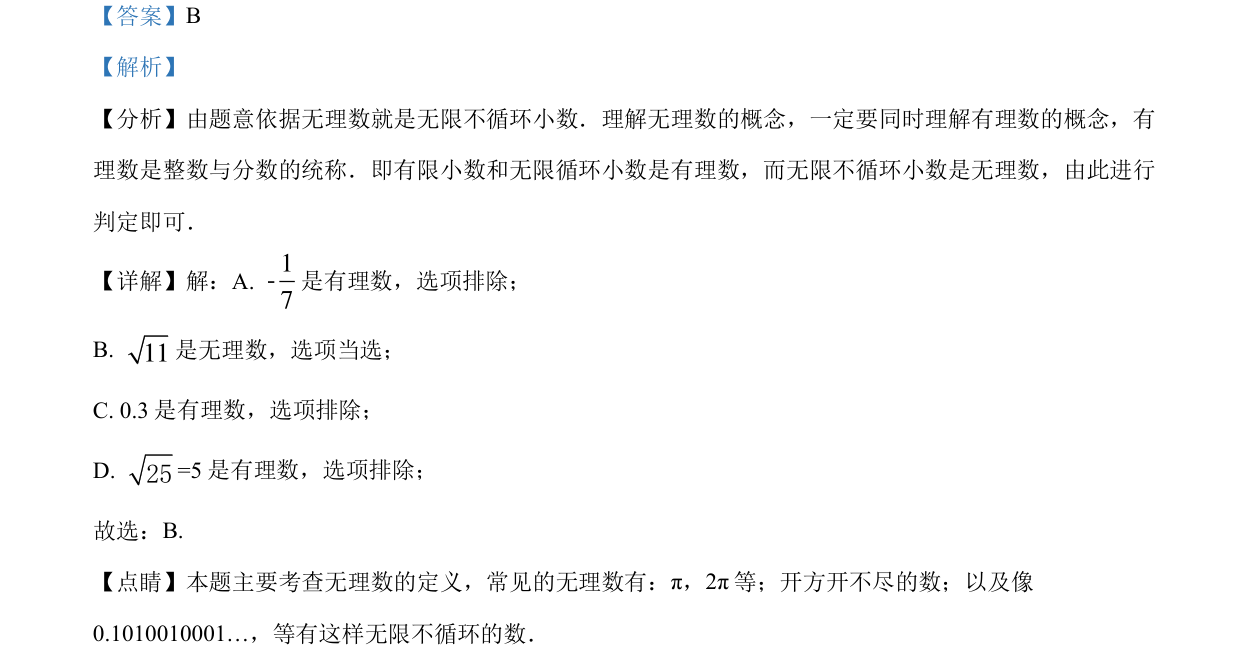 【答案】B
【解析】
【分析】由题意依据无理数就是无限不循环小数．理解无理数的概念，一定要同时理解有理数的概念，有
理数是整数与分数的统称．即有限小数和无限循环小数是有理数，而无限不循环小数是无理数，由此进行
判定即可．
【详解】解：A. -1/7 是有理数，选项排除；
B. √11 是无理数，选项当选；
C. 0.3 是有理数，选项排除；
D. √25=5 是有理数，选项排除；
故选：B.
【点睛】本题主要考查无理数的定义，常见的无理数有：π，2π 等；开方开不尽的数；以及像
0.1010010001…，等有这样无限不循环的数．